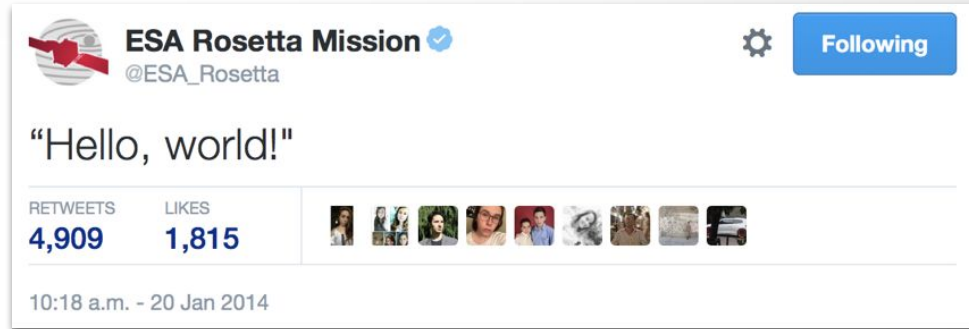 ESA Rosetta Mission
@ESA_Rosetta
Following
“Hello, world!"
RETWEETS LIKES
4,909 1,815
10:18 a.m. - 20 Jan 2014